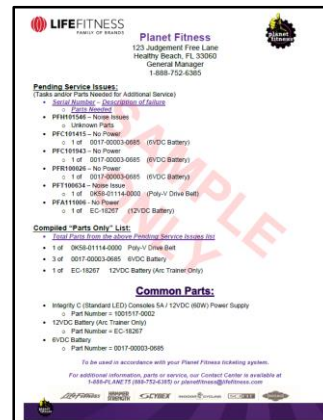 LIFEFITNESS
FAMILY OF BRANDS
planet fitness
Planet Fitness
123 Judgement Free Lane
Healthy Beach, FL 33060
General Manager
1-888-752-6385
Pending Service Issues:
(Tasks and/or Parts Needed for Additional Service)
• Serial Number – Description of failure
o Parts Needed
• PFH101546 – Noise Issues
o Unknown Parts
• PFC101415 – No Power
o 1 of 0017-00003-0685 (6VDC Battery)
• PFC101943 – No Power
o 1 of 0017-00003-0685 (6VDC Battery)
• PFR100026 – No Power
o 1 of 0017-00003-0685 (6VDC Battery)
• PFT100634 – Noise Issue
o 1 of 0K58-01114-0000 (Poly-V Drive Belt)
• PFA111006 - No Power
o 1 of EC-18267 (12VDC Battery)
SAMPLE ONLY
Compiled "Parts Only" List:
• Total Parts from the above Pending Service Issues list
• 1 of 0K58-01114-0000 Poly-V Drive Belt
• 3 of 0017-00003-0685 6VDC Battery
• 1 of EC-18267 12VDC Battery (Arc Trainer Only)
Common Parts:
• Integrity C (Standard LED) Consoles 5A / 12VDC (60W) Power Supply
o Part Number = 1001517-0002
• 12VDC Battery (Arc Trainer Only)
o Part Number = EC-18267
• 6VDC Battery
o Part Number = 0017-00003-0685
To be used in accordance with your Planet Fitness ticketing system.
For additional information, parts or service, our Contact Center is available at
1-888-PLANET5 (888-752-6385) or planetfitness@lifefitness.com
LifeFitness
HAMMER STRENGTH
CYBEX
INDOOR CYCLING
SCIFIT